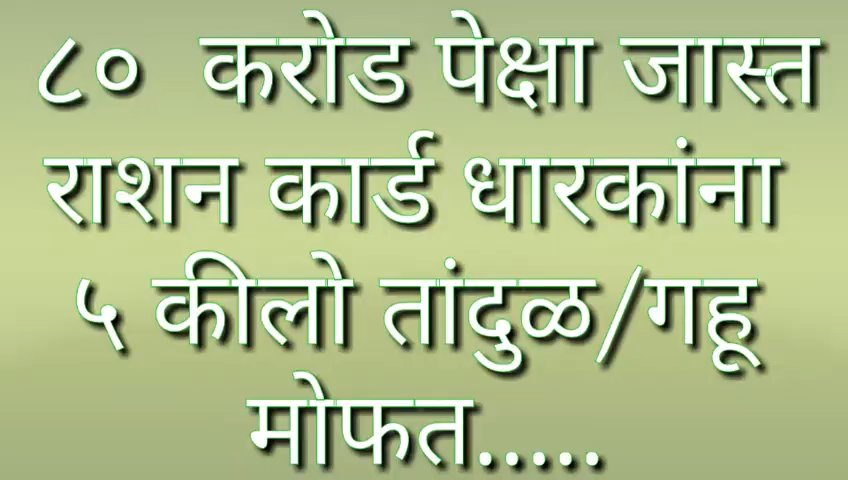 ८० करोड पेक्षा जास्त
राशन कार्ड धारकांना
५ कीलो तांदुळ/गहू
मोफत.....